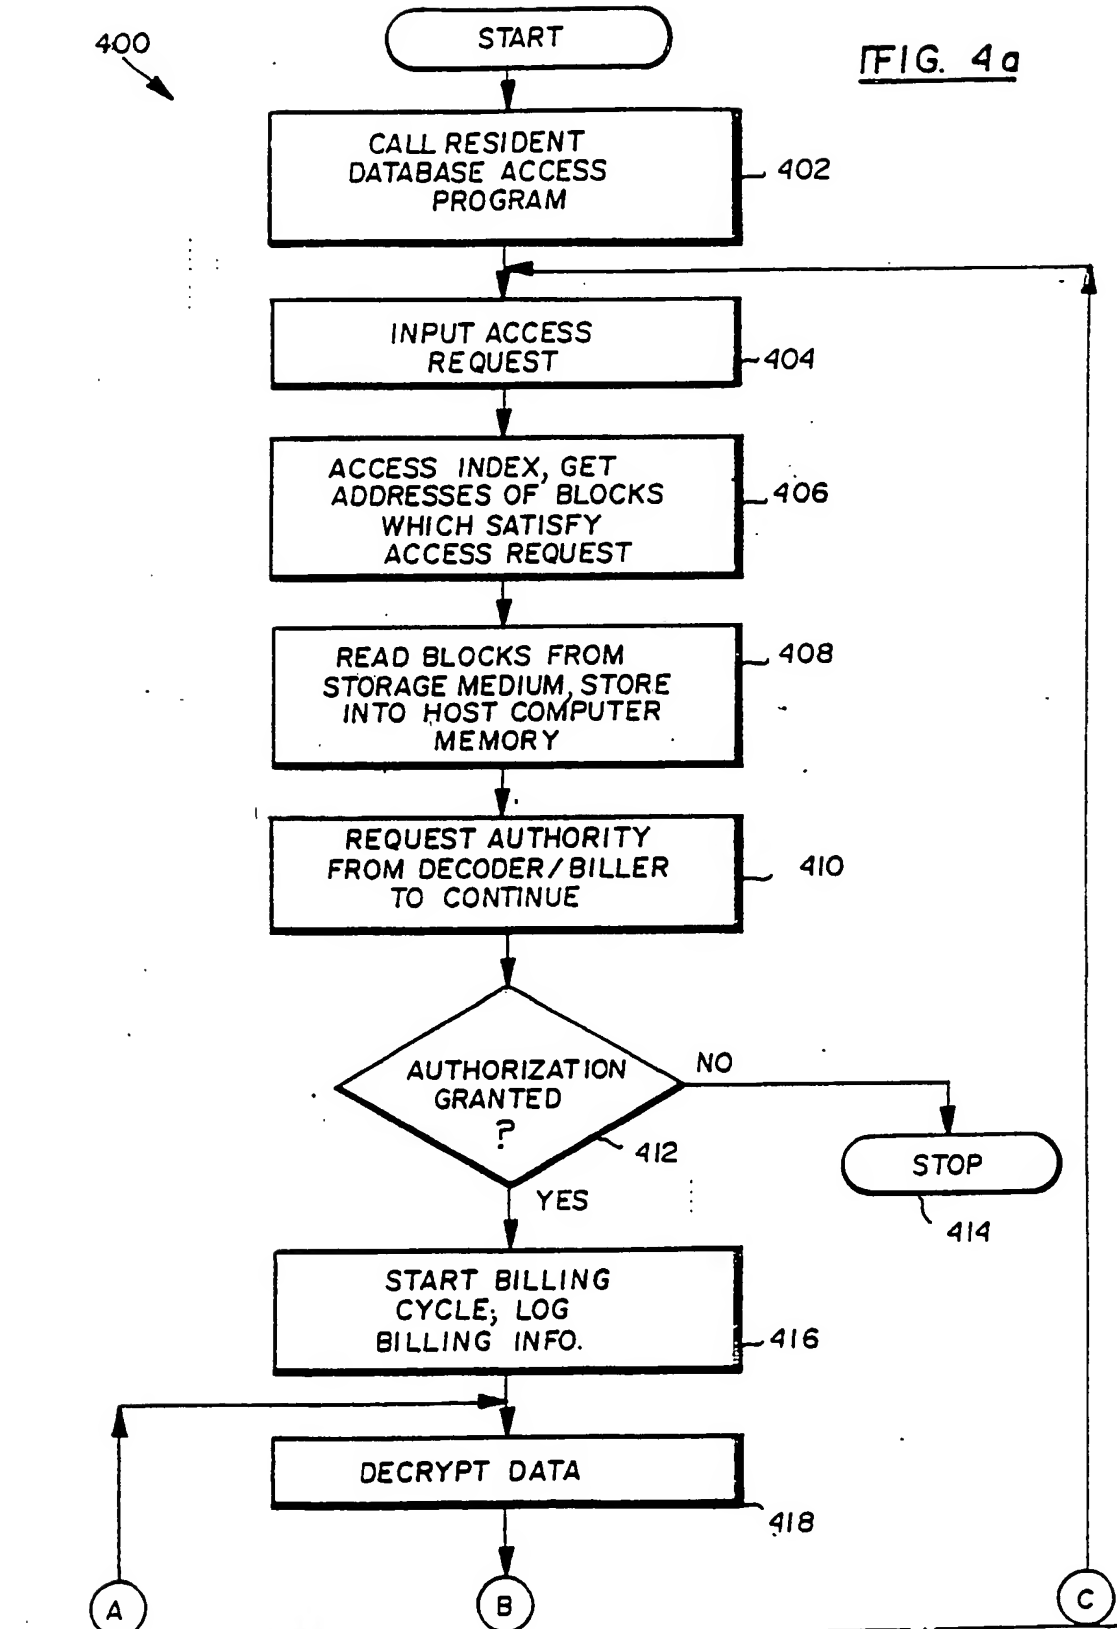 400
START
FIG. 4a
CALL RESIDENT
DATABASE ACCESS
PROGRAM
402
INPUT ACCESS
REQUEST
404
ACCESS INDEX, GET
ADDRESSES OF BLOCKS
WHICH SATISFY
ACCESS REQUEST
406
READ BLOCKS FROM
STORAGE MEDIUM, STORE
INTO HOST COMPUTER
MEMORY
408
REQUEST AUTHORITY
FROM DECODER/BILLER
TO CONTINUE
410
AUTHORIZATION
GRANTED
?
412
NO
STOP
414
YES
START BILLING
CYCLE; LOG
BILLING INFO.
416
DECRYPT DATA
418
A
B
C